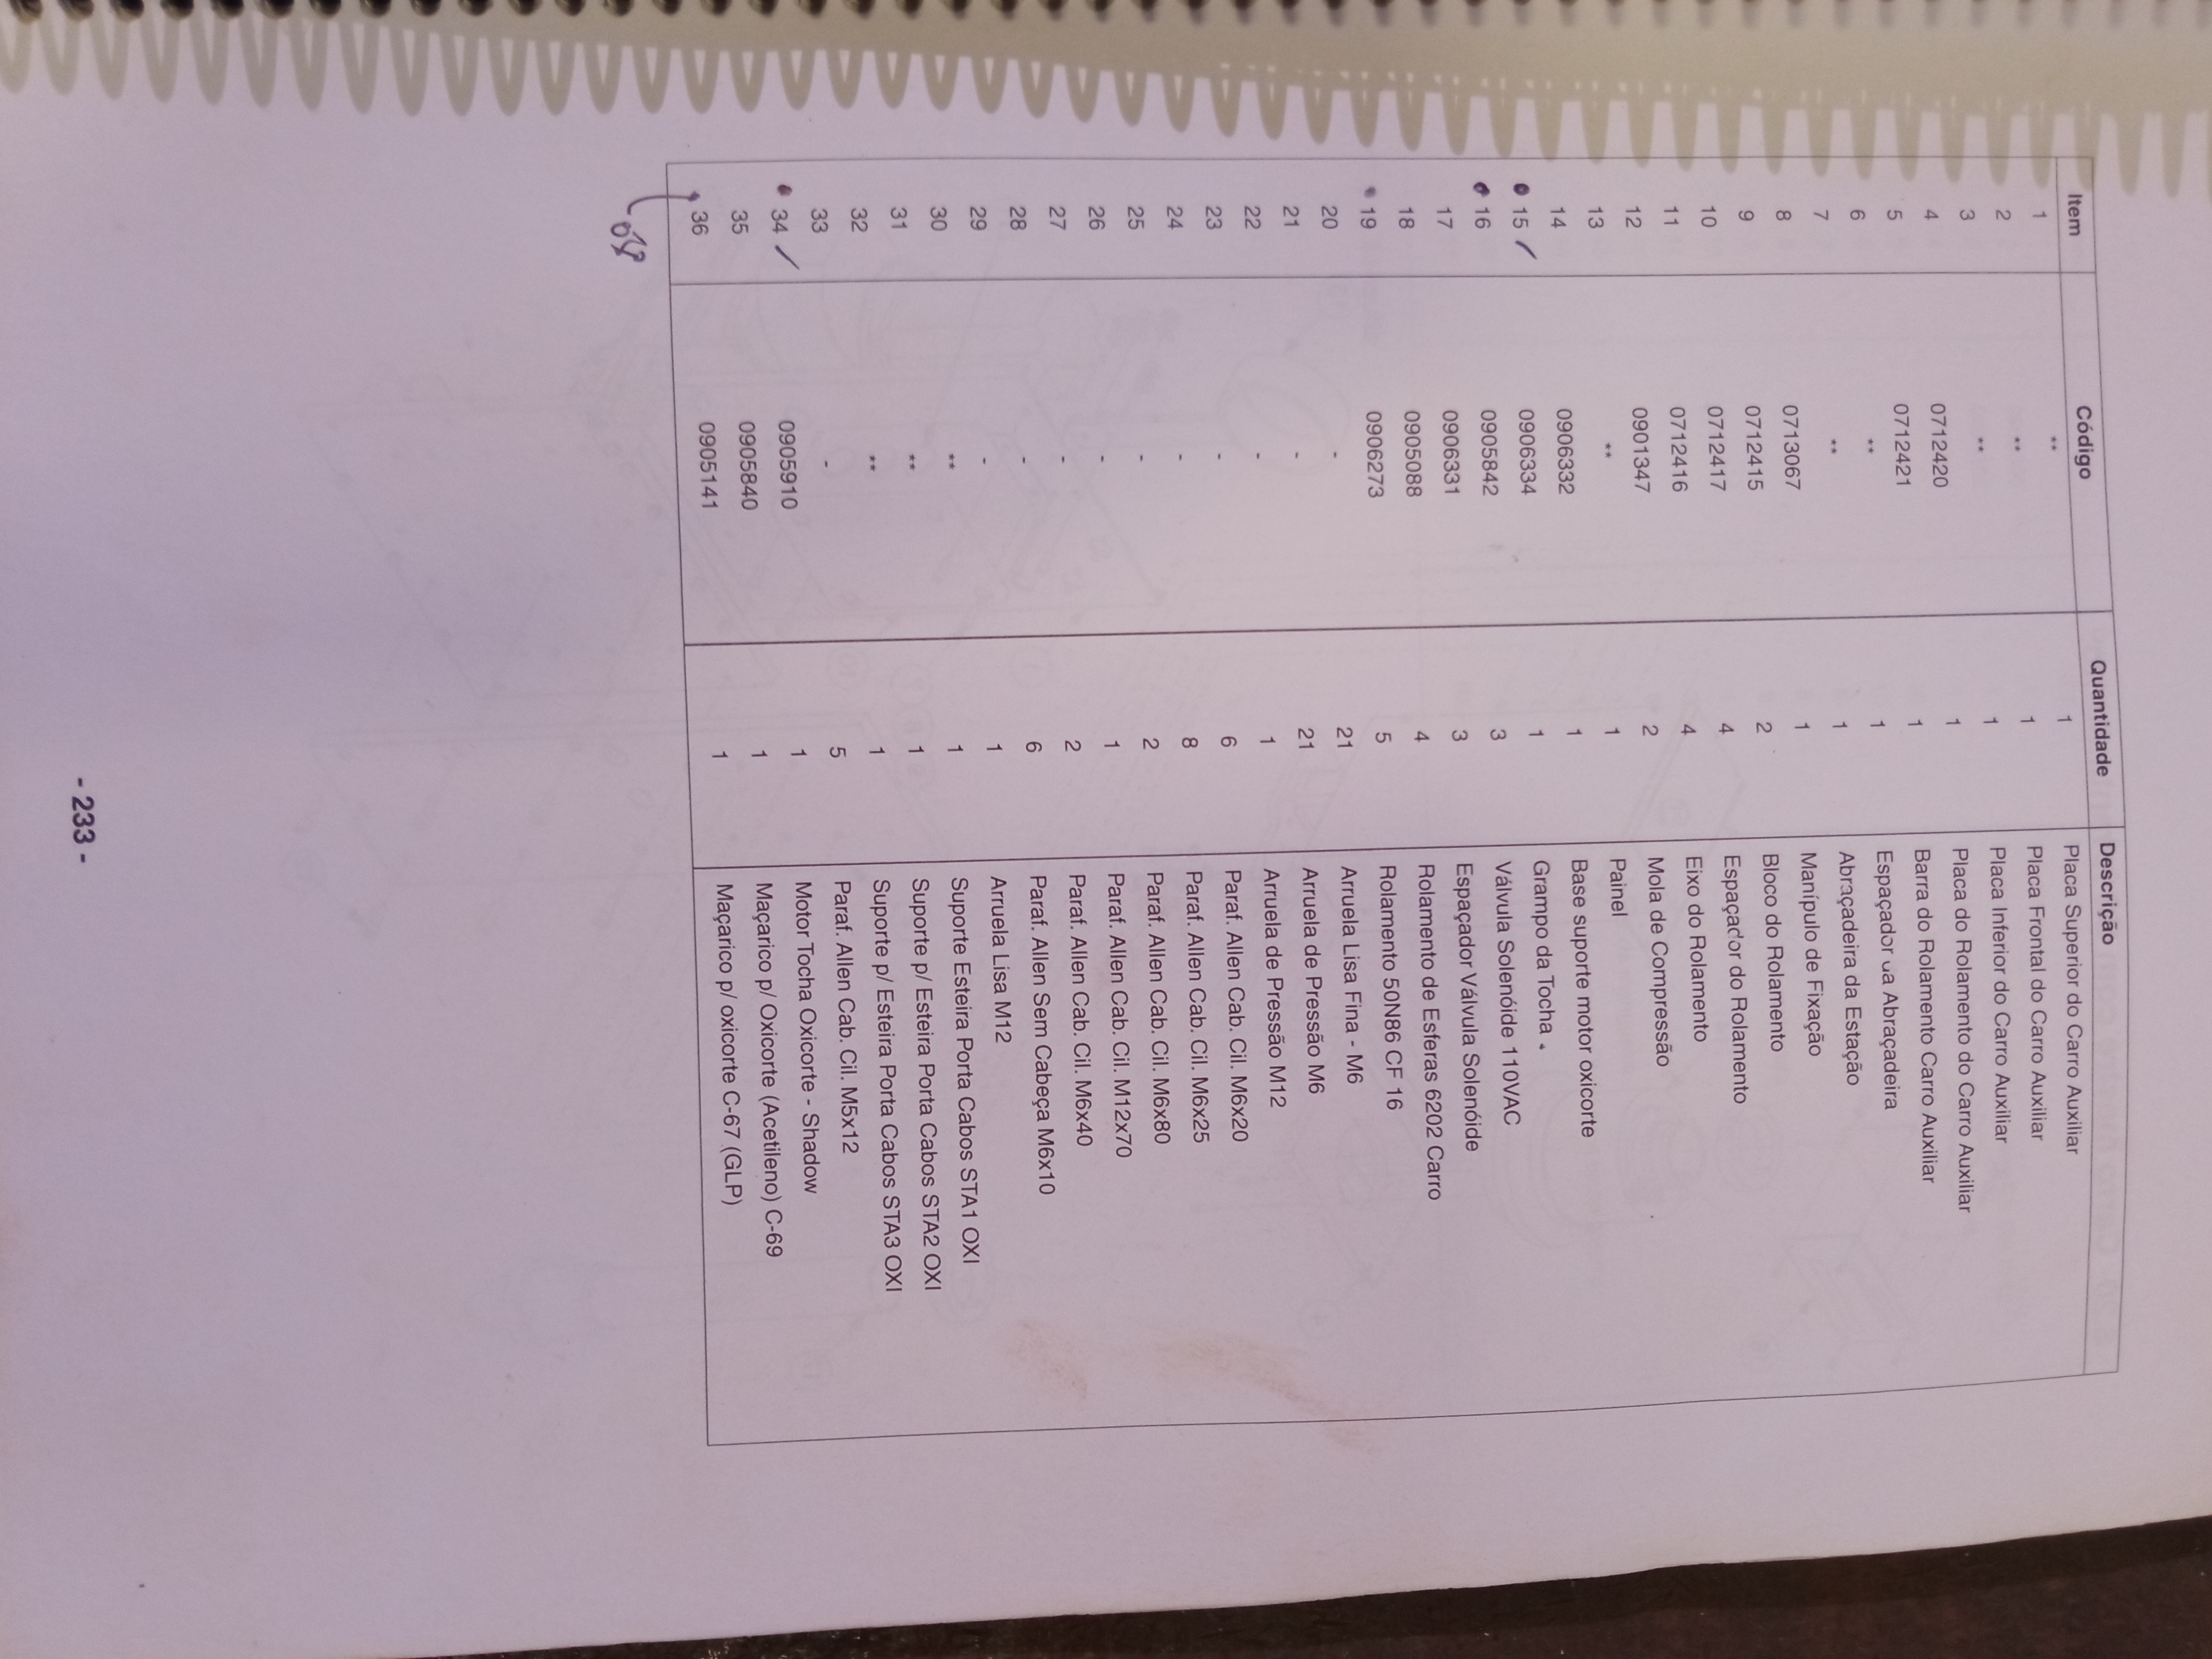 Item Código Quantidade Descrição
1 ** 1 Placa Superior do Carro Auxiliar
2 ** 1 Placa Frontal do Carro Auxiliar
3 ** 1 Placa Inferior do Carro Auxiliar
4 0712420 1 Placa do Rolamento do Carro Auxiliar
5 0712421 1 Barra do Rolamento Carro Auxiliar
6 ** 1 Espaçador da Abraçadeira
7 ** 1 Abraçadeira da Estação
8 0713067 1 Manípulo de Fixação
9 0712415 2 Bloco do Rolamento
10 0712417 4 Espaçador do Rolamento
11 0712416 4 Eixo do Rolamento
12 0901347 2 Mola de Compressão
13 ** 1 Painel
14 0906332 1 Base suporte motor oxicorte
15 0906334 1 Grampo da Tocha
16 0905842 3 Válvula Solenóide 110VAC
17 0906331 3 Espaçador Válvula Solenóide
18 0905088 4 Rolamento de Esferas 6202 Carro
19 0906273 5 Rolamento 50N86 CF 16
20 - 21 Arruela Lisa Fina - M6
21 - 21 Arruela de Pressão M6
22 - 1 Arruela de Pressão M12
23 - 6 Paraf. Allen Cab. Cil. M6x20
24 - 8 Paraf. Allen Cab. Cil. M6x25
25 - 2 Paraf. Allen Cab. Cil. M6x80
26 - 1 Paraf. Allen Cab. Cil. M12x70
27 - 2 Paraf. Allen Cab. Cil. M6x40
28 - 6 Paraf. Allen Sem Cabeça M6x10
29 - 1 Arruela Lisa M12
30 ** 1 Suporte Esteira Porta Cabos STA1 OXI
31 ** 1 Suporte p/ Esteira Porta Cabos STA2 OXI
32 ** 1 Suporte p/ Esteira Porta Cabos STA3 OXI
33 - 5 Paraf. Allen Cab. Cil. M5x12
34 0905910 1 Motor Tocha Oxicorte - Shadow
35 0905840 1 Maçarico p/ Oxicorte (Acetileno) C-69
36 0905141 1 Maçarico p/ oxicorte C-67 (GLP)
- 233 -